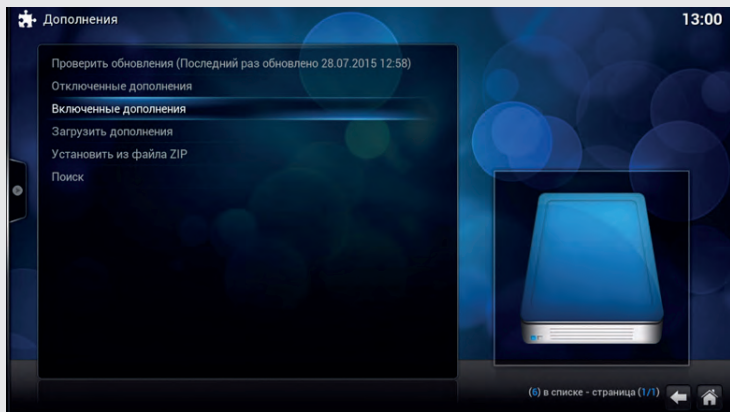 Дополнения
13:00
Проверить обновления (Последний раз обновлено 28.07.2015 12:58)
Отключенные дополнения
Включенные дополнения
Загрузить дополнения
Установить из файла ZIP
Поиск
(6) в списке - страница (1/1)